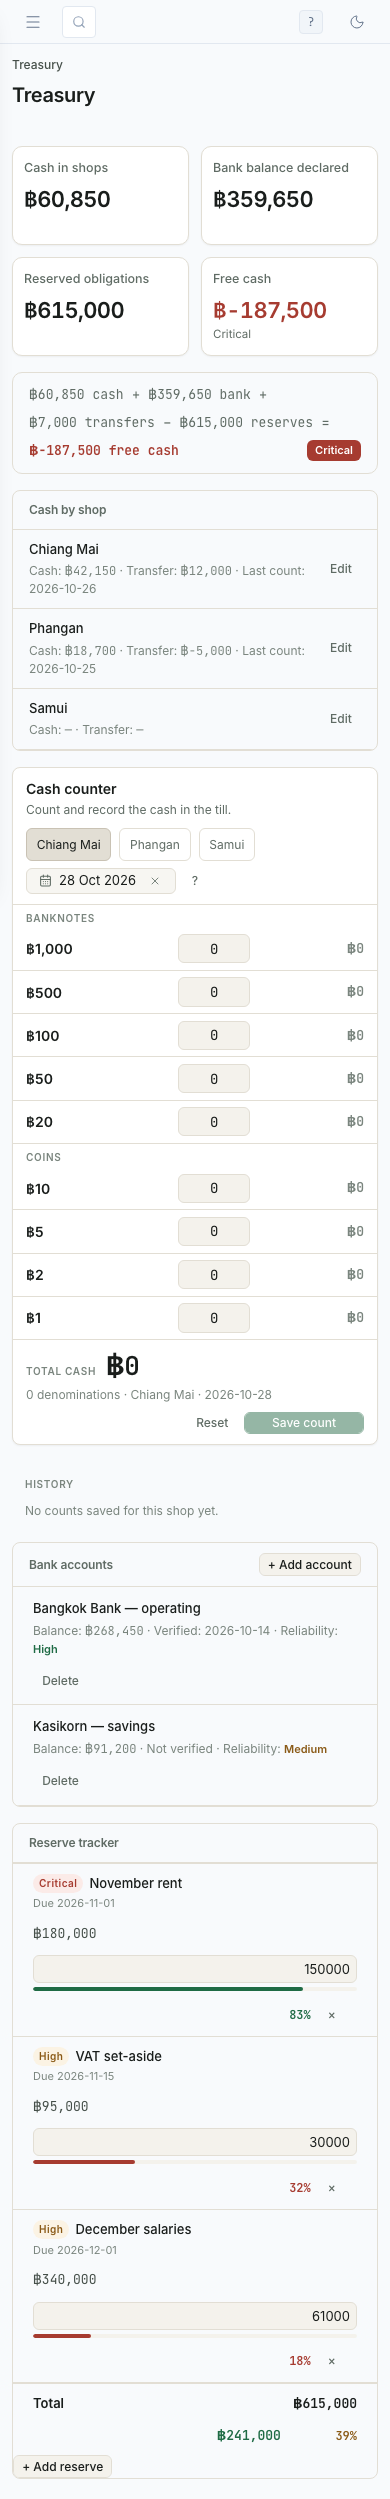 ?
Treasury
Treasury
Cash in shops
฿60,850
Bank balance declared
฿359,650
Reserved obligations
฿615,000
Free cash
฿-187,500
Critical
฿60,850 cash + ฿359,650 bank +
฿7,000 transfers − ฿615,000 reserves =
฿-187,500 free cash
Critical
Cash by shop
Chiang Mai
Cash: ฿42,150 · Transfer: ฿12,000 · Last count:
2026-10-26
Edit
Phangan
Cash: ฿18,700 · Transfer: ฿-5,000 · Last count:
2026-10-25
Edit
Samui
Cash: — · Transfer: —
Edit
Cash counter
Count and record the cash in the till.
Chiang Mai
Phangan
Samui
28 Oct 2026 ×
?
BANKNOTES
฿1,000 0 ฿0
฿500 0 ฿0
฿100 0 ฿0
฿50 0 ฿0
฿20 0 ฿0
COINS
฿10 0 ฿0
฿5 0 ฿0
฿2 0 ฿0
฿1 0 ฿0
TOTAL CASH ฿0
0 denominations · Chiang Mai · 2026-10-28
Reset
Save count
HISTORY
No counts saved for this shop yet.
Bank accounts
+ Add account
Bangkok Bank — operating
Balance: ฿268,450 · Verified: 2026-10-14 · Reliability:
High
Delete
Kasikorn — savings
Balance: ฿91,200 · Not verified · Reliability: Medium
Delete
Reserve tracker
Critical November rent
Due 2026-11-01
฿180,000
150000
83% ×
High VAT set-aside
Due 2026-11-15
฿95,000
30000
32% ×
High December salaries
Due 2026-12-01
฿340,000
61000
18% ×
Total ฿615,000
฿241,000 39%
+ Add reserve